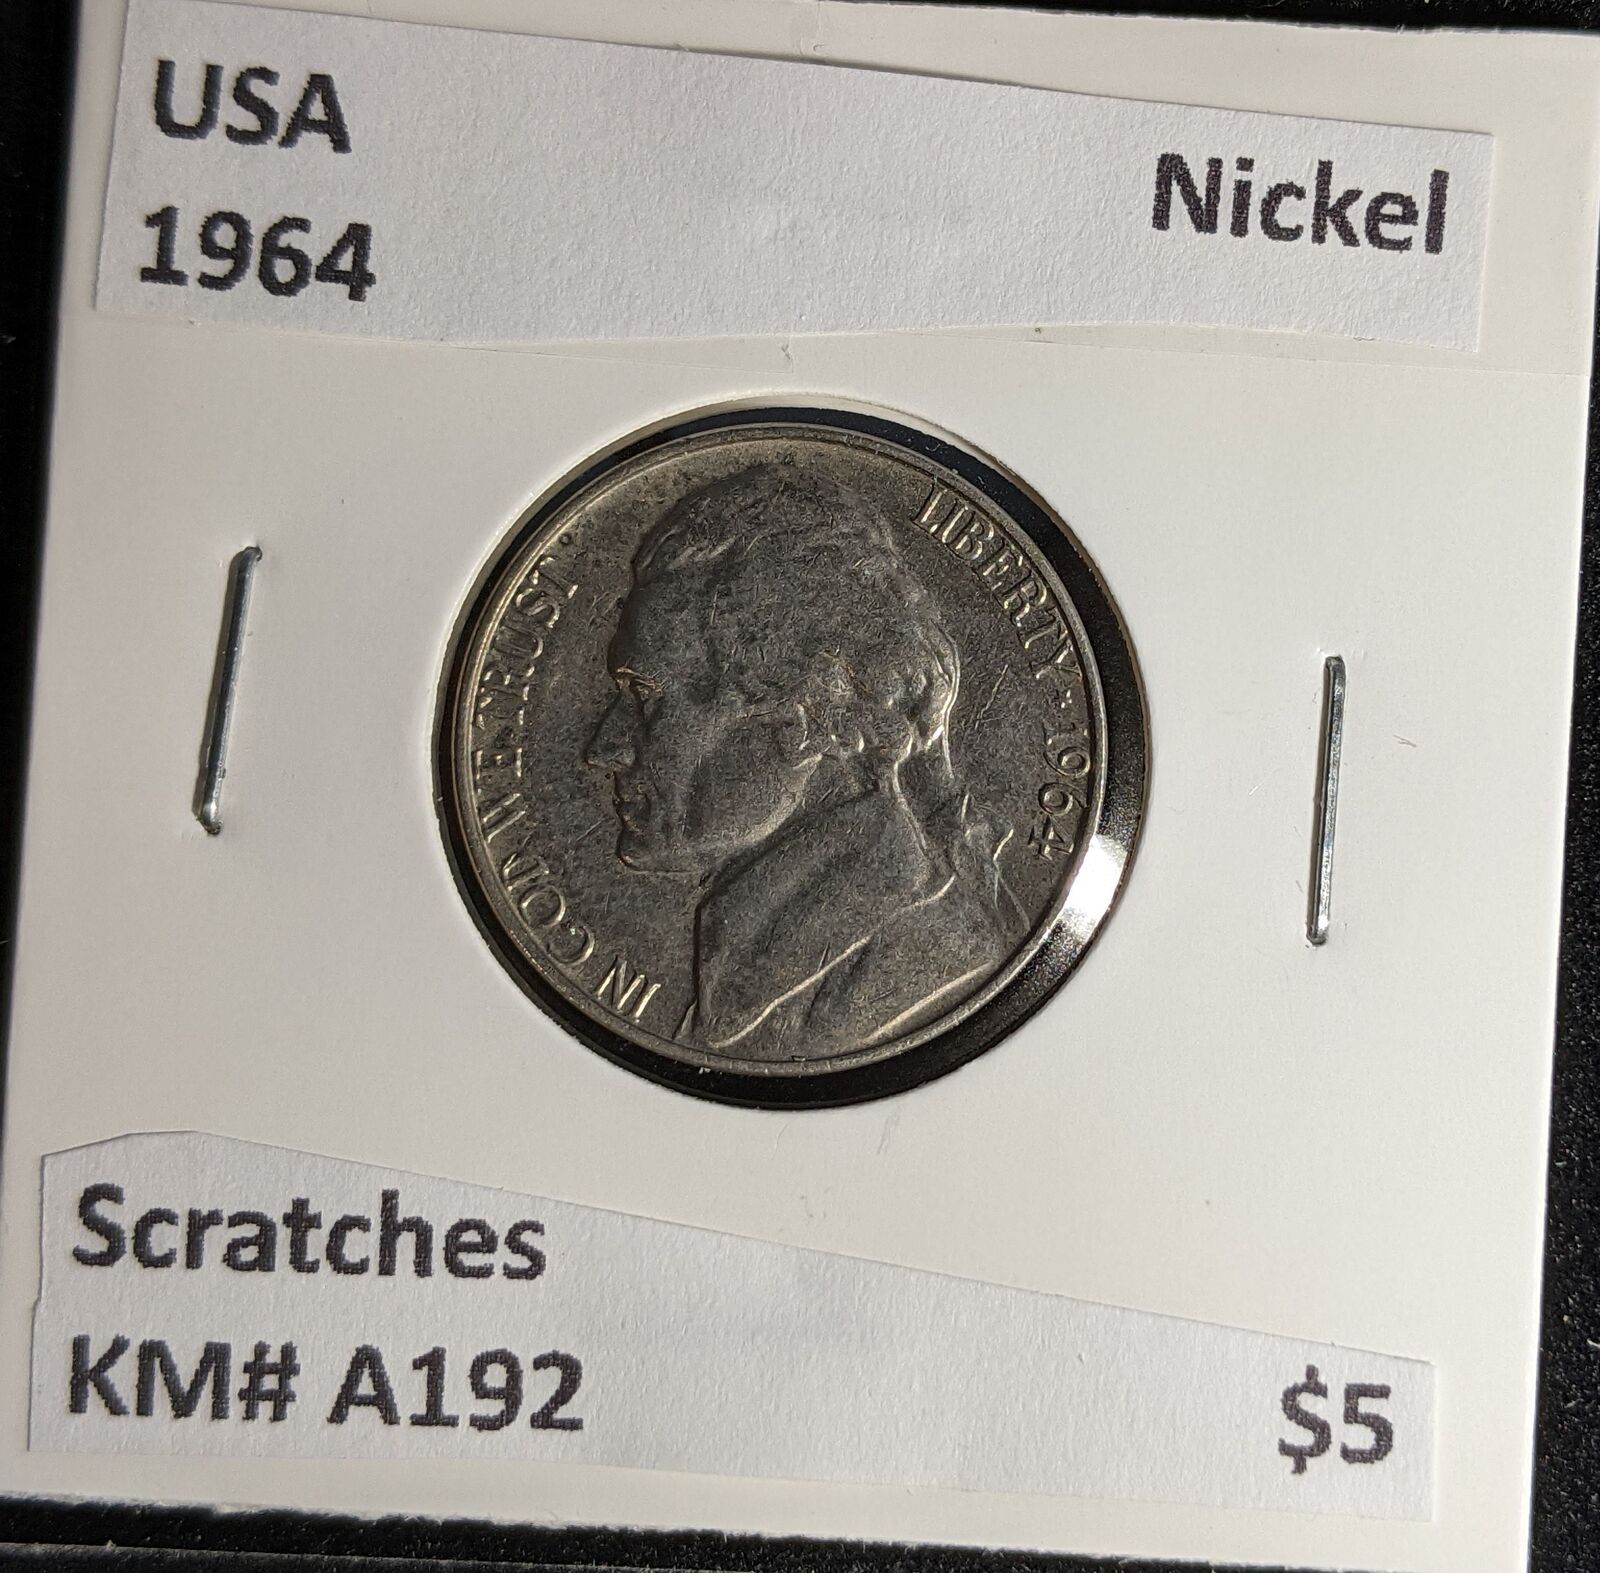 USA
1964
Nickel
IN GOD WE TRUST
LIBERTY 1964
Scratches
KM# A192
$5